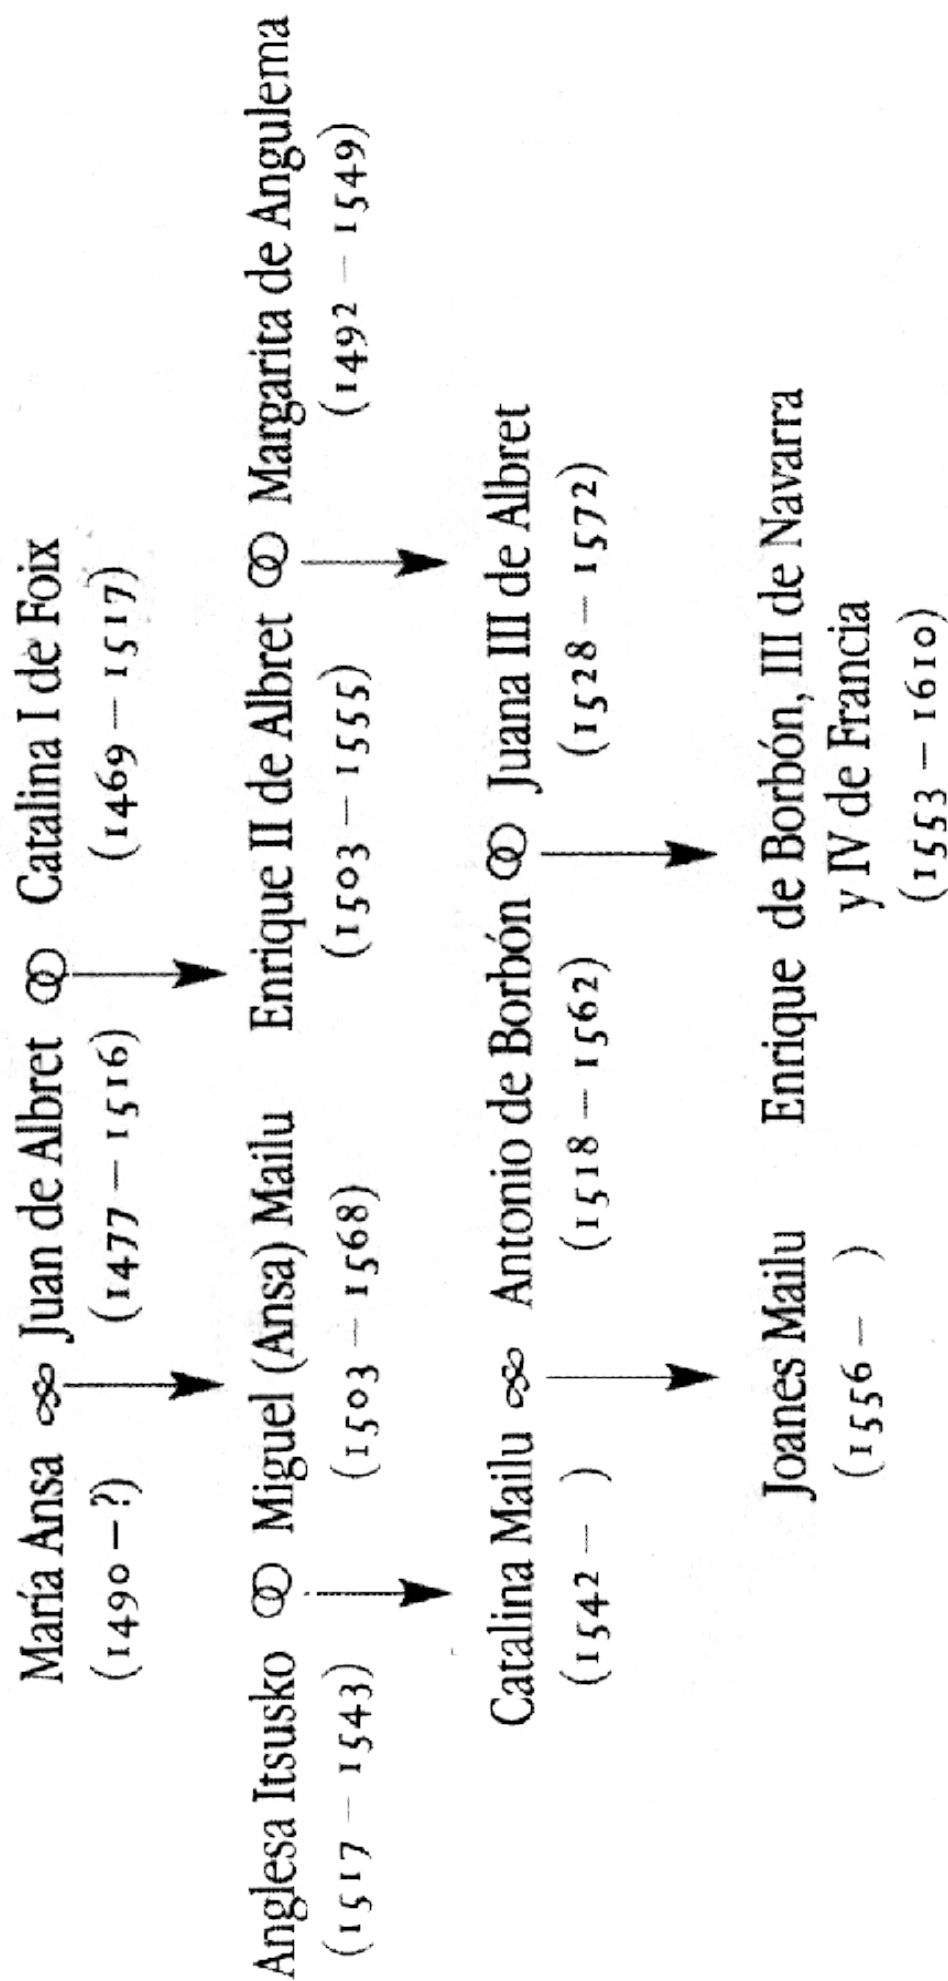 María Ansa Juan de Albret Catalina I de Foix
(1490 – ?) (1477 – 1516) (1469 – 1517)
Anglesa Itsusko Miguel (Ansa) Mailu Enrique II de Albret Margarita de Angulema
(1517 – 1543) (1503 – 1568) (1503 – 1555) (1492 – 1549)
Catalina Mailu Antonio de Borbón Juana III de Albret
(1542 – ) (1518 – 1562) (1528 – 1572)
Joanes Mailu Enrique de Borbón, III de Navarra
(1556 – ) y IV de Francia
(1553 – 1610)